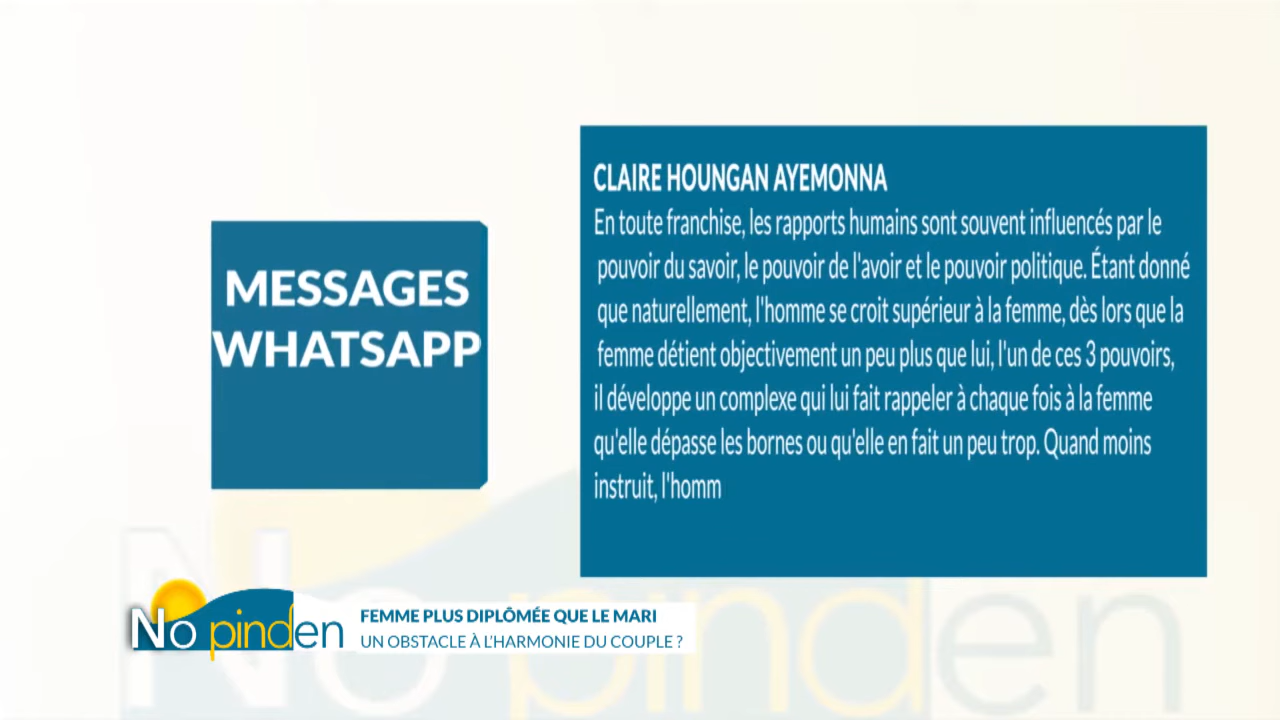 MESSAGES
WHATSAPP
CLAIRE HOUNGAN AYEMONNA
En toute franchise, les rapports humains sont souvent influencés par le
pouvoir du savoir, le pouvoir de l'avoir et le pouvoir politique. Étant donné
que naturellement, l'homme se croit supérieur à la femme, dès lors que la
femme détient objectivement un peu plus que lui, l'un de ces 3 pouvoirs,
il développe un complexe qui lui fait rappeler à chaque fois à la femme
qu'elle dépasse les bornes ou qu'elle en fait un peu trop. Quand moins
instruit, l'homm
No pinden
FEMME PLUS DIPLÔMÉE QUE LE MARI
UN OBSTACLE À L'HARMONIE DU COUPLE ?
No pinden